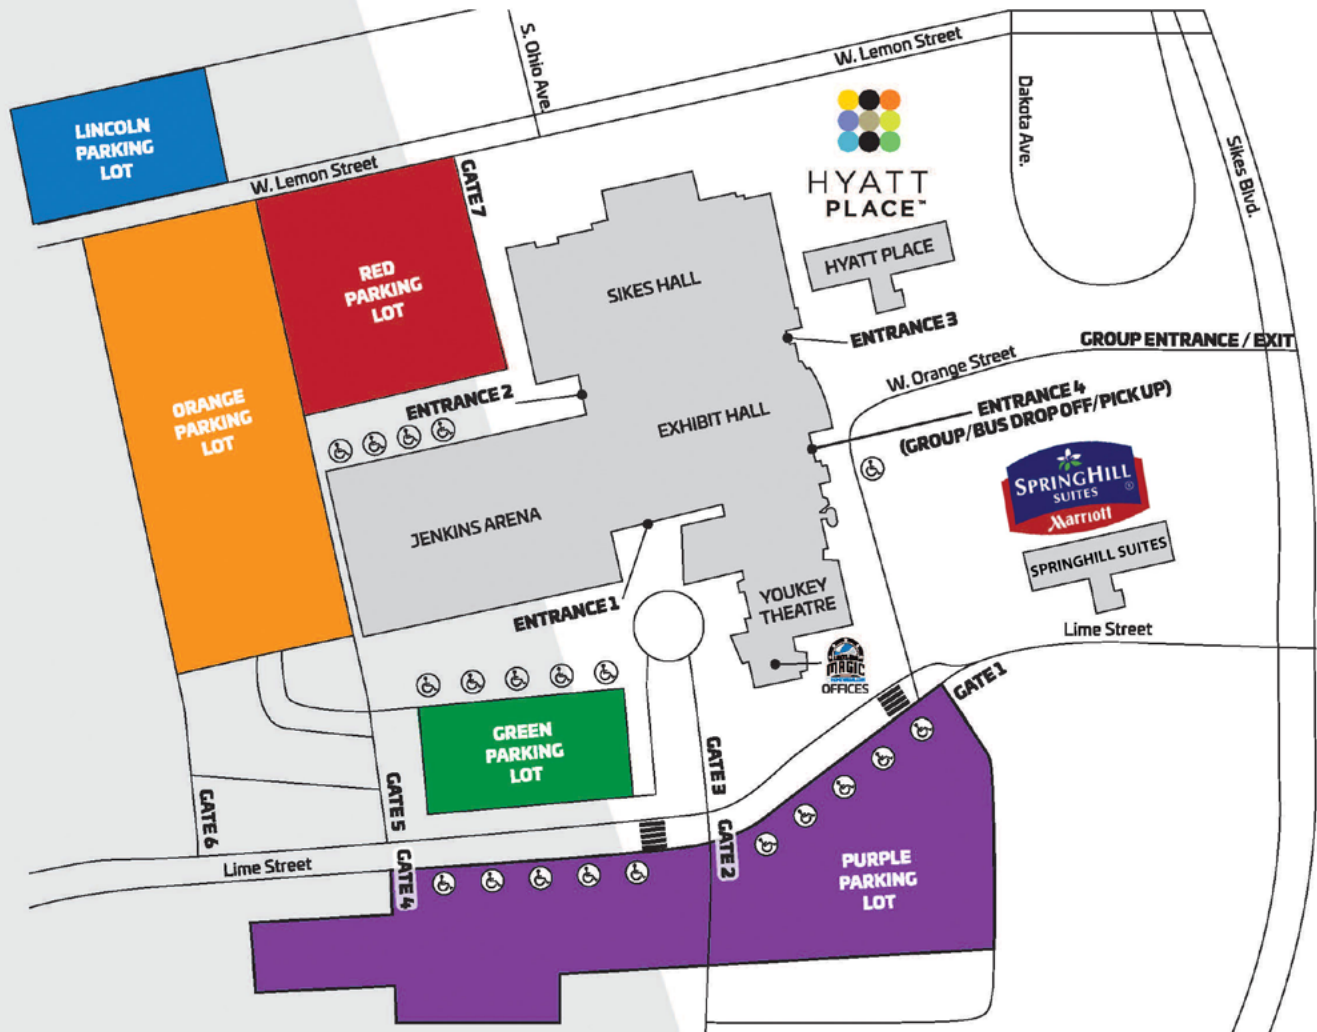 S. Ohio Ave.
W. Lemon Street
LINCOLN
PARKING
LOT
W. Lemon Street
GATE 7
Dakota Ave.
Sikes Blvd.
HYATT
PLACE™
HYATT PLACE
RED
PARKING
LOT
SIKES HALL
ENTRANCE 3
GROUP ENTRANCE / EXIT
W. Orange Street
ORANGE
PARKING
LOT
ENTRANCE 2
EXHIBIT HALL
ENTRANCE 4
(GROUP/BUS DROP OFF/PICK UP)
SPRINGHILL
SUITES
Marriott
JENKINS ARENA
SPRINGHILL SUITES
ENTRANCE 1
YOUKEY
THEATRE
Lime Street
MAGIC
OFFICES
GATE 1
GREEN
PARKING
LOT
GATE 3
GATE 5
GATE 6
GATE 2
Lime Street
GATE 4
PURPLE
PARKING
LOT